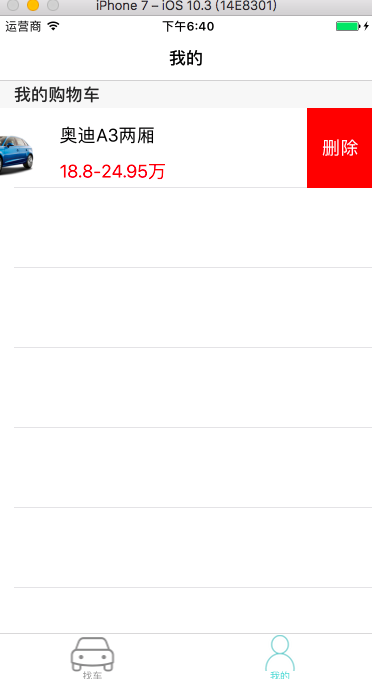 iPhone 7 – iOS 10.3 (14E8301)
运营商 下午6:40
我的
我的购物车
奥迪A3两厢
18.8-24.95万
删除
找车 我的